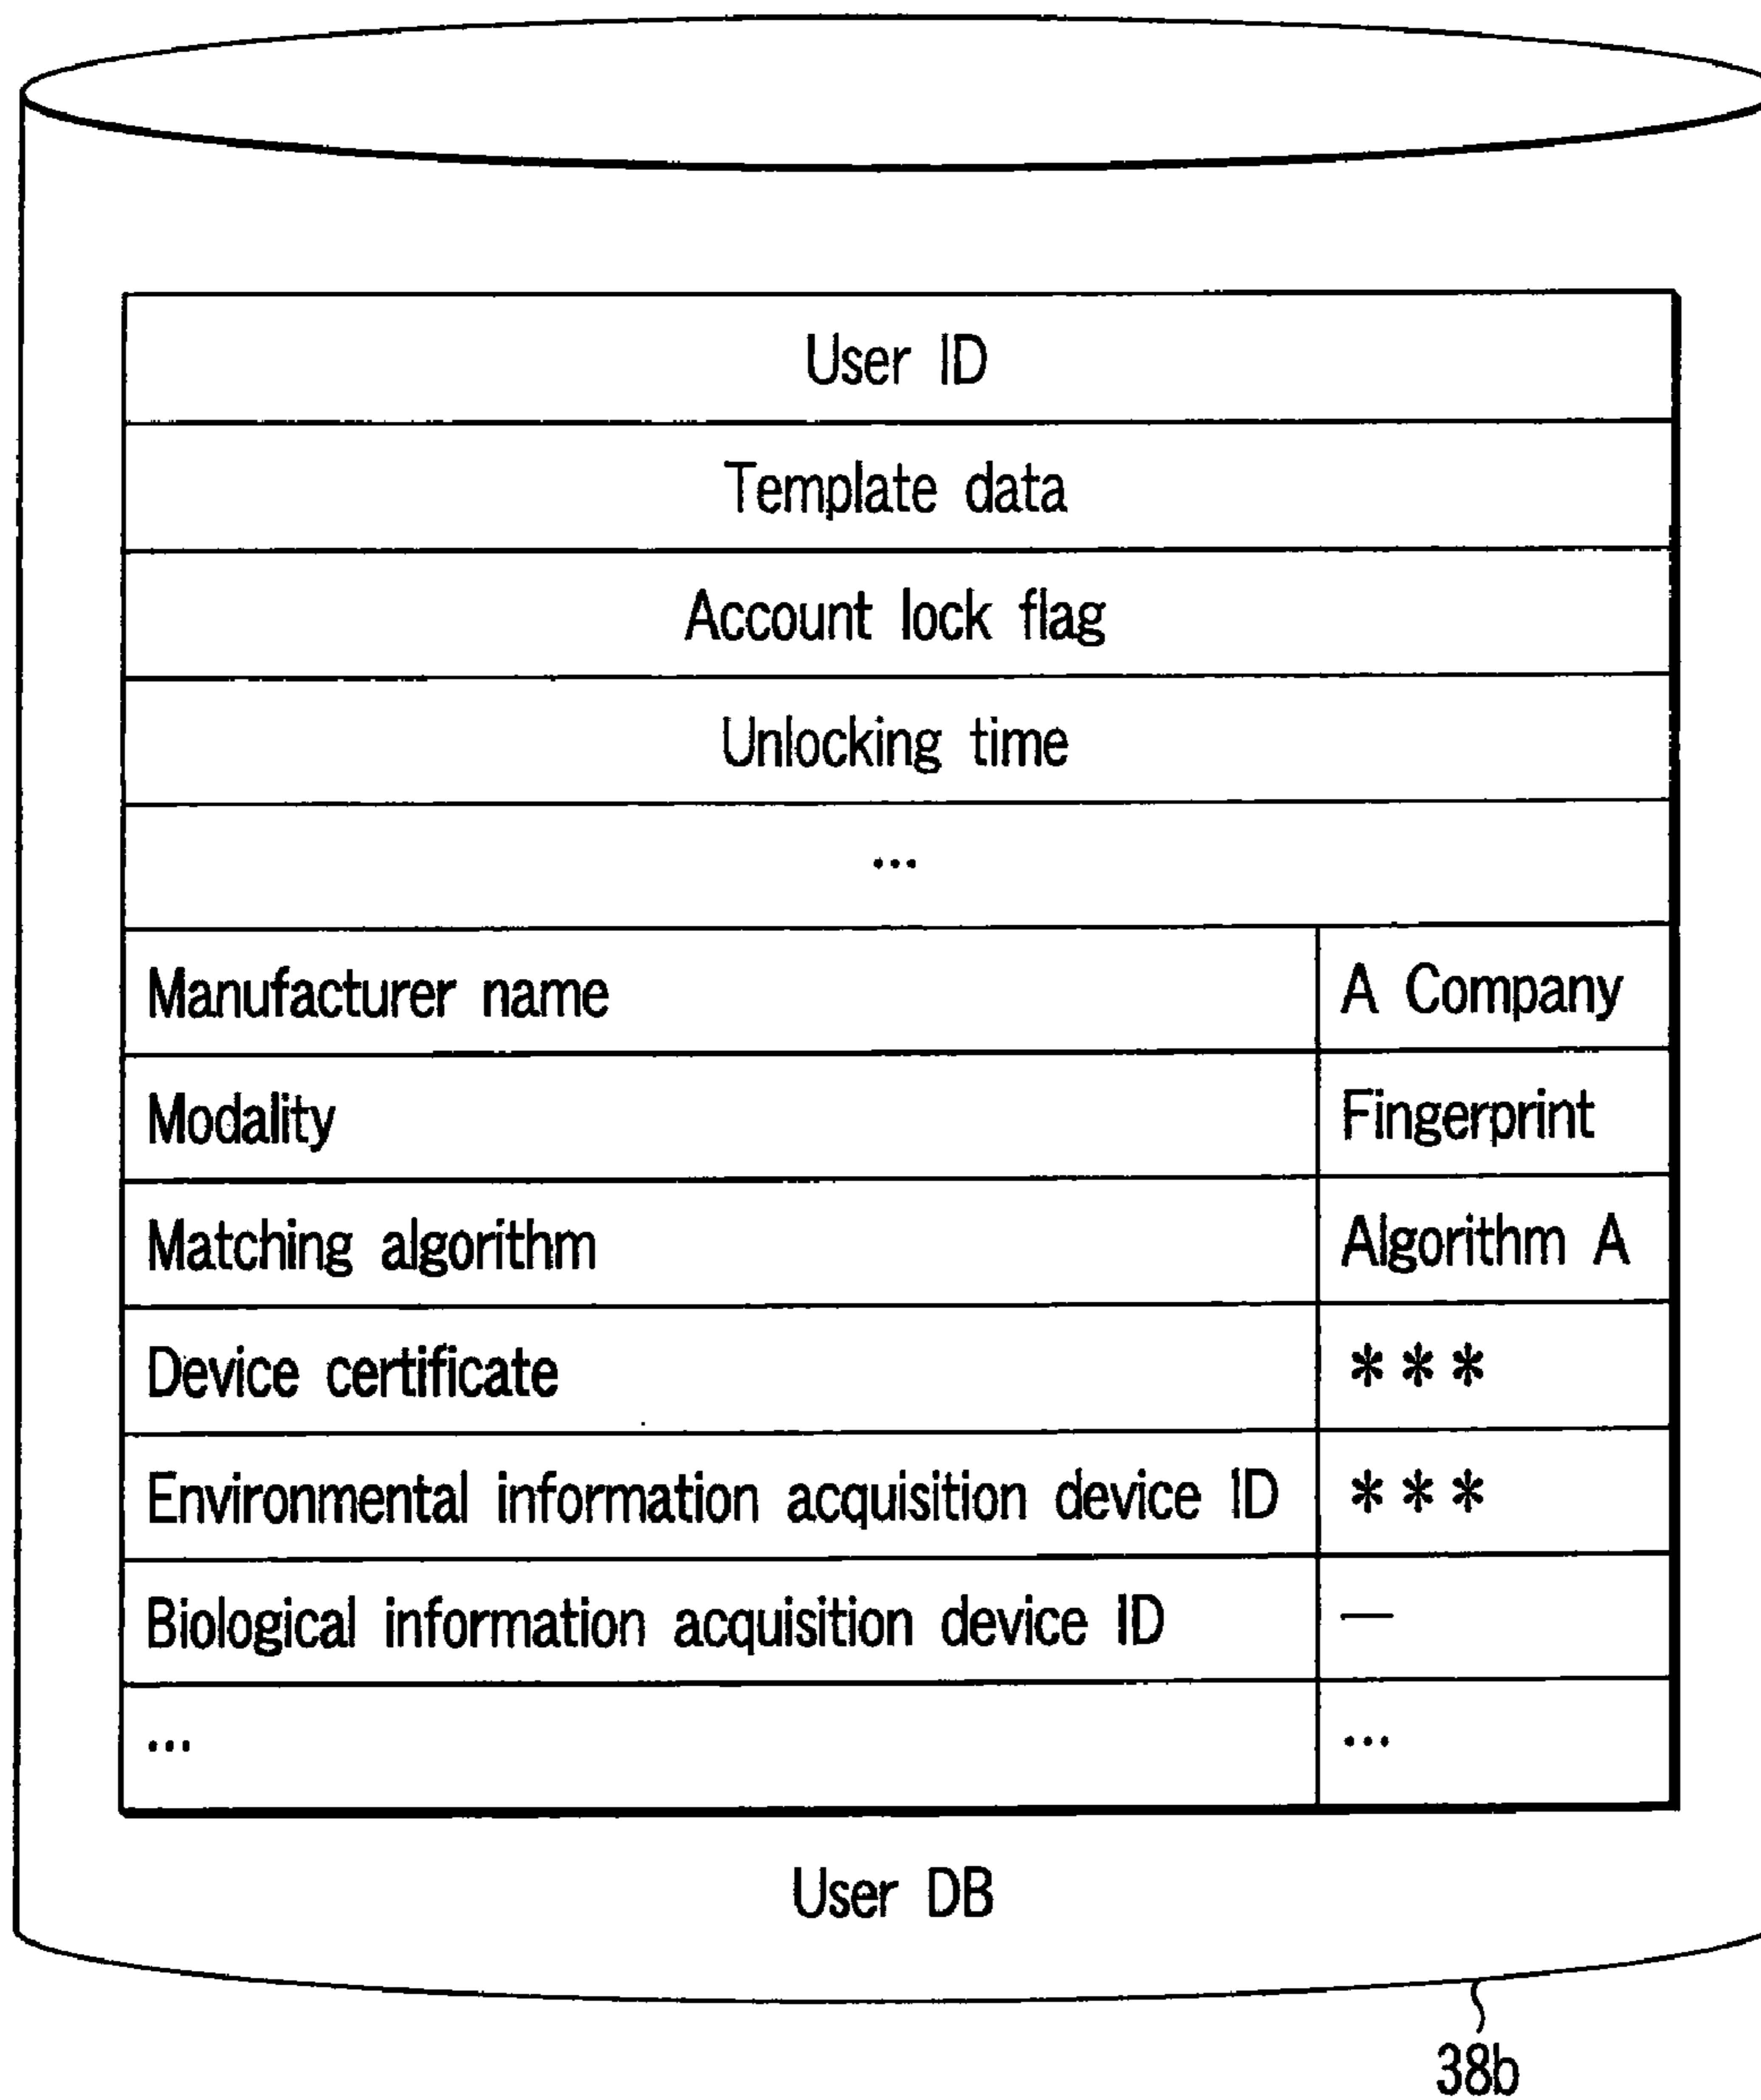 User ID
Template data
Account lock flag
Unlocking time
...
Manufacturer name A Company
Modality Fingerprint
Matching algorithm Algorithm A
Device certificate ***
Environmental information acquisition device ID ***
Biological information acquisition device ID —
... ...
User DB
38b